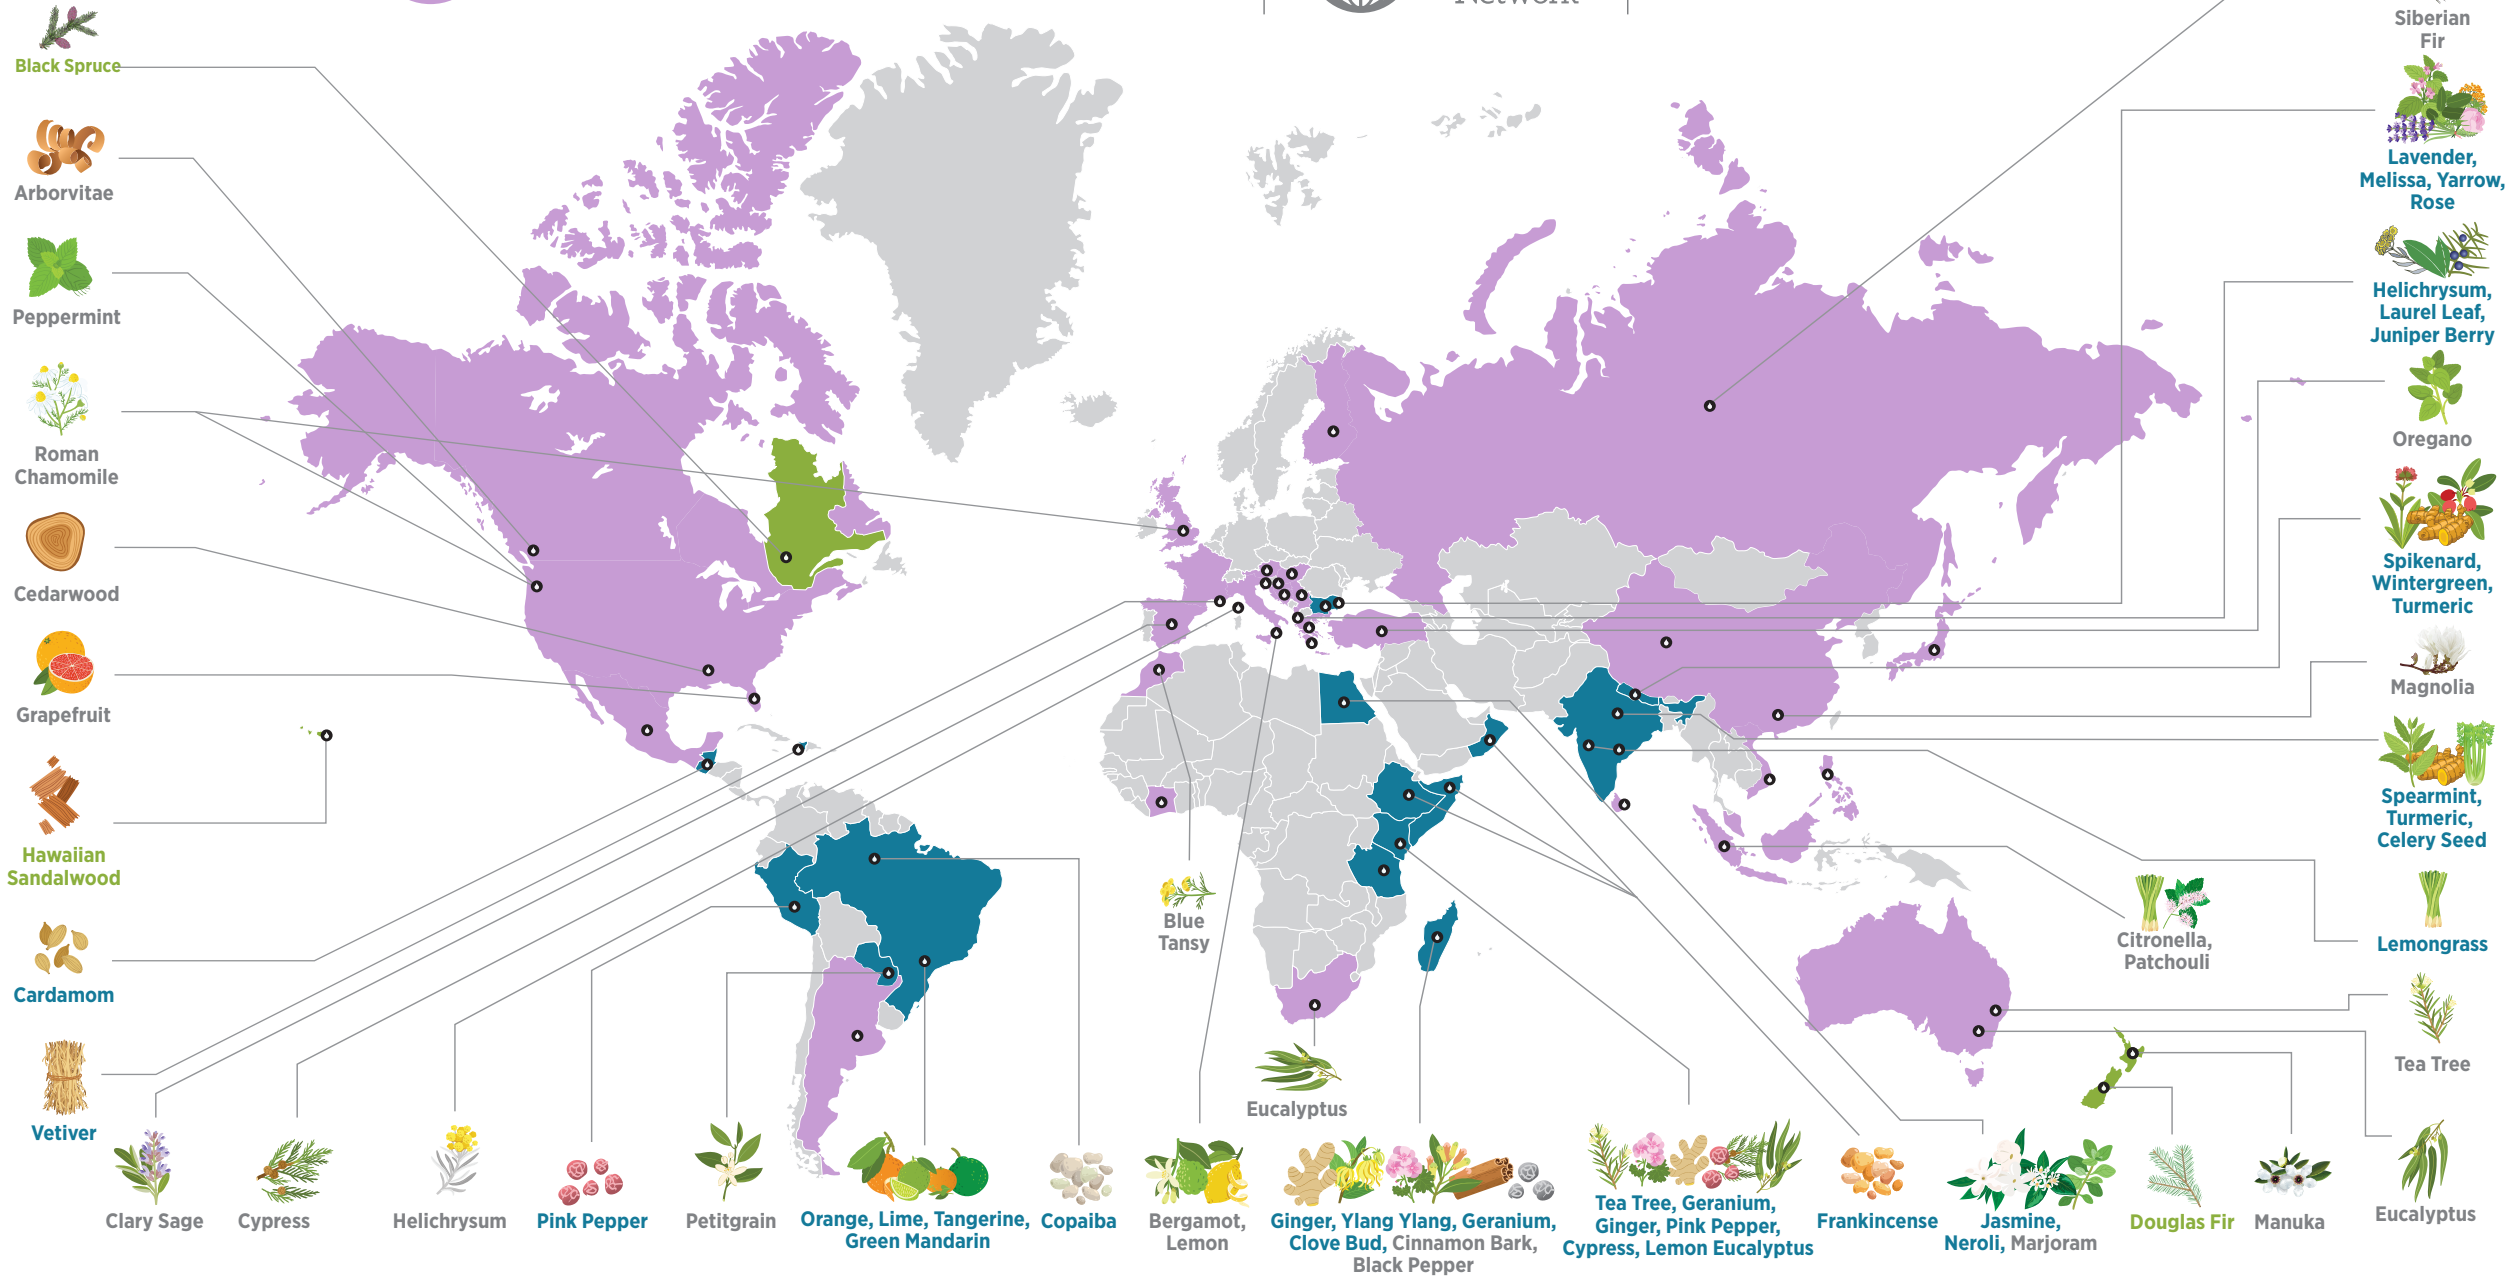 Network
Black Spruce
Arborvitae
Peppermint
Roman
Chamomile
Cedarwood
Grapefruit
Hawaiian
Sandalwood
Cardamom
Vetiver
Clary Sage
Cypress
Helichrysum
Pink Pepper
Petitgrain
Orange, Lime, Tangerine,
Green Mandarin
Copaiba
Blue
Tansy
Bergamot,
Lemon
Eucalyptus
Ginger, Ylang Ylang, Geranium,
Clove Bud, Cinnamon Bark,
Black Pepper
Tea Tree, Geranium,
Ginger, Pink Pepper,
Cypress, Lemon Eucalyptus
Frankincense
Jasmine,
Neroli, Marjoram
Douglas Fir
Manuka
Siberian
Fir
Lavender,
Melissa, Yarrow,
Rose
Helichrysum,
Laurel Leaf,
Juniper Berry
Oregano
Spikenard,
Wintergreen,
Turmeric
Magnolia
Spearmint,
Turmeric,
Celery Seed
Citronella,
Patchouli
Lemongrass
Tea Tree
Eucalyptus